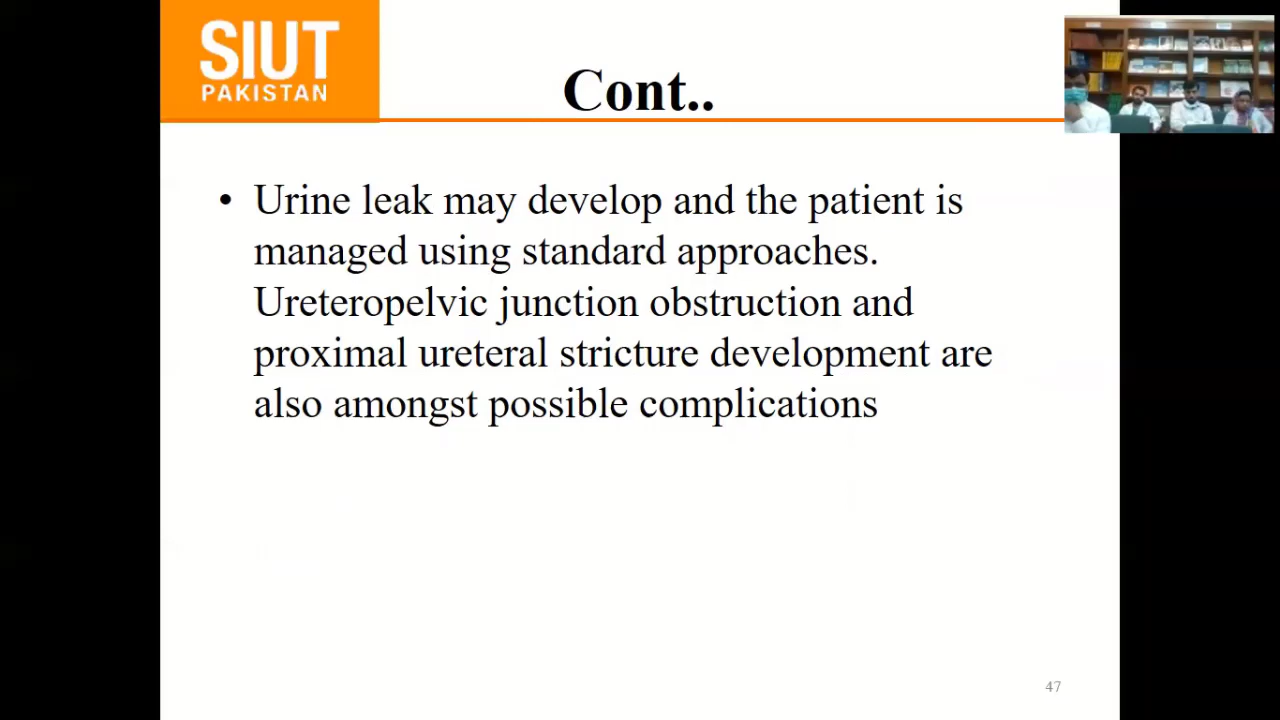 SIUT
PAKISTAN
Cont..
• Urine leak may develop and the patient is
managed using standard approaches.
Ureteropelvic junction obstruction and
proximal ureteral stricture development are
also amongst possible complications
47